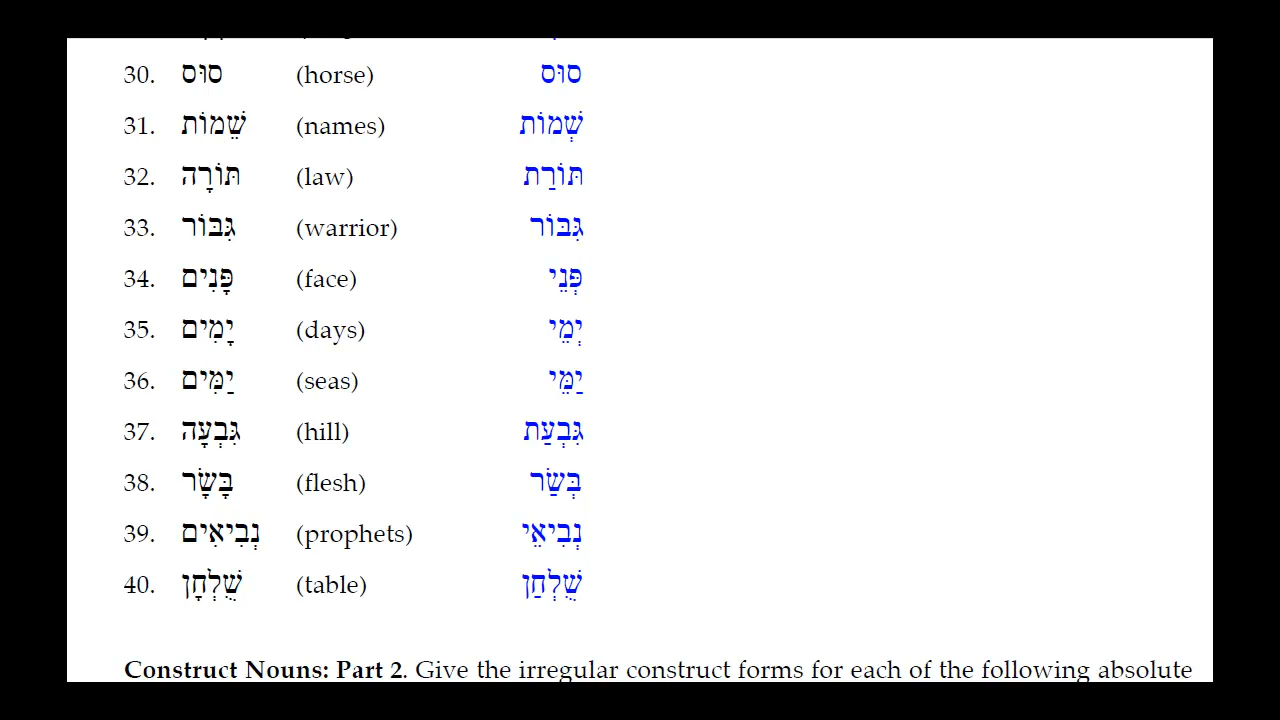 30. סוּס (horse) סוּס
31. שֵׁמוֹת (names) שְׁמוֹת
32. תּוֹרָה (law) תּוֹרַת
33. גִּבּוֹר (warrior) גִּבּוֹר
34. פָּנִים (face) פְּנֵי
35. יָמִים (days) יְמֵי
36. יַמִּים (seas) יַמֵּי
37. גִּבְעָה (hill) גִּבְעַת
38. בָּשָׂר (flesh) בְּשַׂר
39. נְבִיאִים (prophets) נְבִיאֵי
40. שֻׁלְחָן (table) שֻׁלְחַן
Construct Nouns: Part 2. Give the irregular construct forms for each of the following absolute